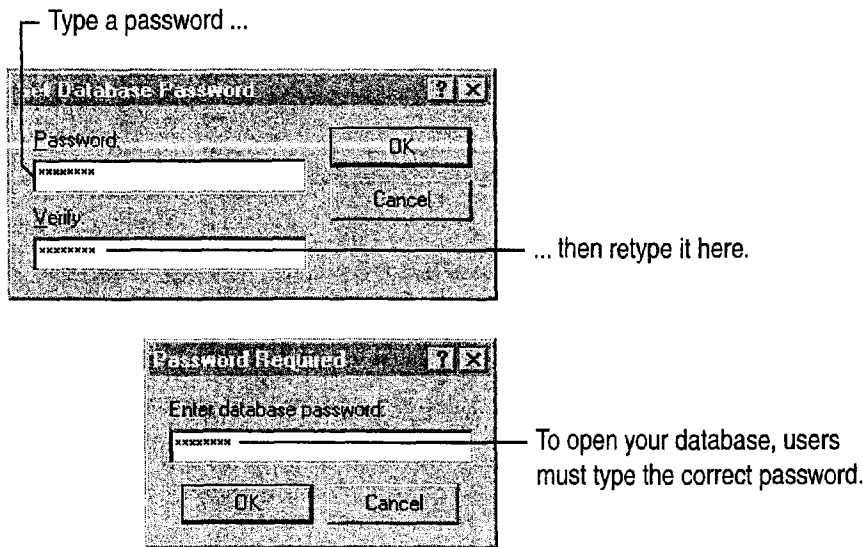 Type a password ...
Set Database Password
Password:
********
OK
Cancel
Verify:
********
... then retype it here.
Password Required
Enter database password:
********
To open your database, users
must type the correct password.
OK
Cancel